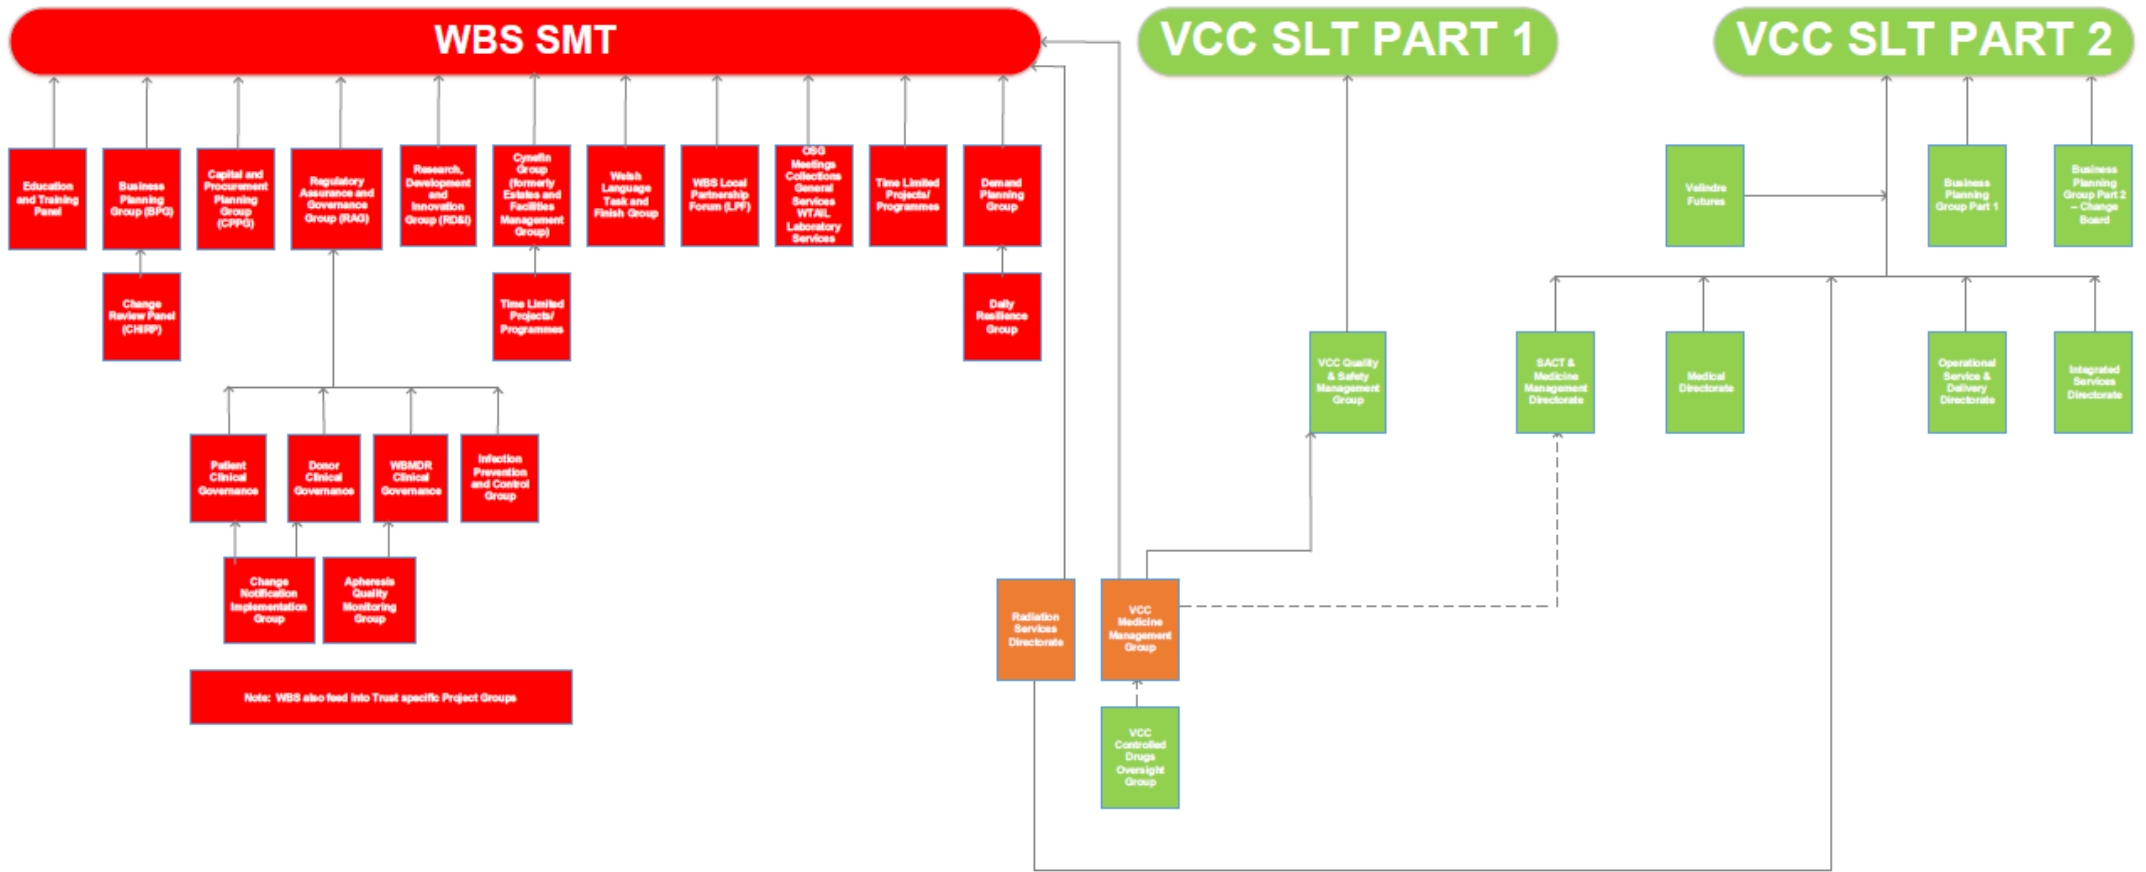 WBS SMT
VCC SLT PART 1
VCC SLT PART 2
Education
and Training
Panel
Business
Planning
Group (BPG)
Capital and
Procurement
Planning
Group
(CPPG)
Regulatory
Assurance and
Governance
Group (RAG)
Research,
Development
and
Innovation
Group (RD&I)
Cynefin
Group
(formerly
Estates and
Facilities
Management
Group)
Welsh
Language
Task and
Finish Group
WBS Local
Partnership
Forum (LPF)
OSG
Meetings
Collections
General
Services
WTAIL
Laboratory
Services
Time Limited
Projects/
Programmes
Demand
Planning
Group
Velindre
Futures
Business
Planning
Group Part 1
Business
Planning
Group Part 2
– Change
Board
Change
Review Panel
(CHIRP)
Time Limited
Projects/
Programmes
Daily
Resilience
Group
VCC Quality
& Safety
Management
Group
SACT &
Medicine
Management
Directorate
Medical
Directorate
Operational
Service &
Delivery
Directorate
Integrated
Services
Directorate
Patient
Clinical
Governance
Donor
Clinical
Governance
WBMDR
Clinical
Governance
Infection
Prevention
and Control
Group
Change
Notification
Implementation
Group
Apheresis
Quality
Monitoring
Group
Radiation
Services
Directorate
VCC
Medicine
Management
Group
Note: WBS also feed into Trust specific Project Groups
VCC
Controlled
Drugs
Oversight
Group